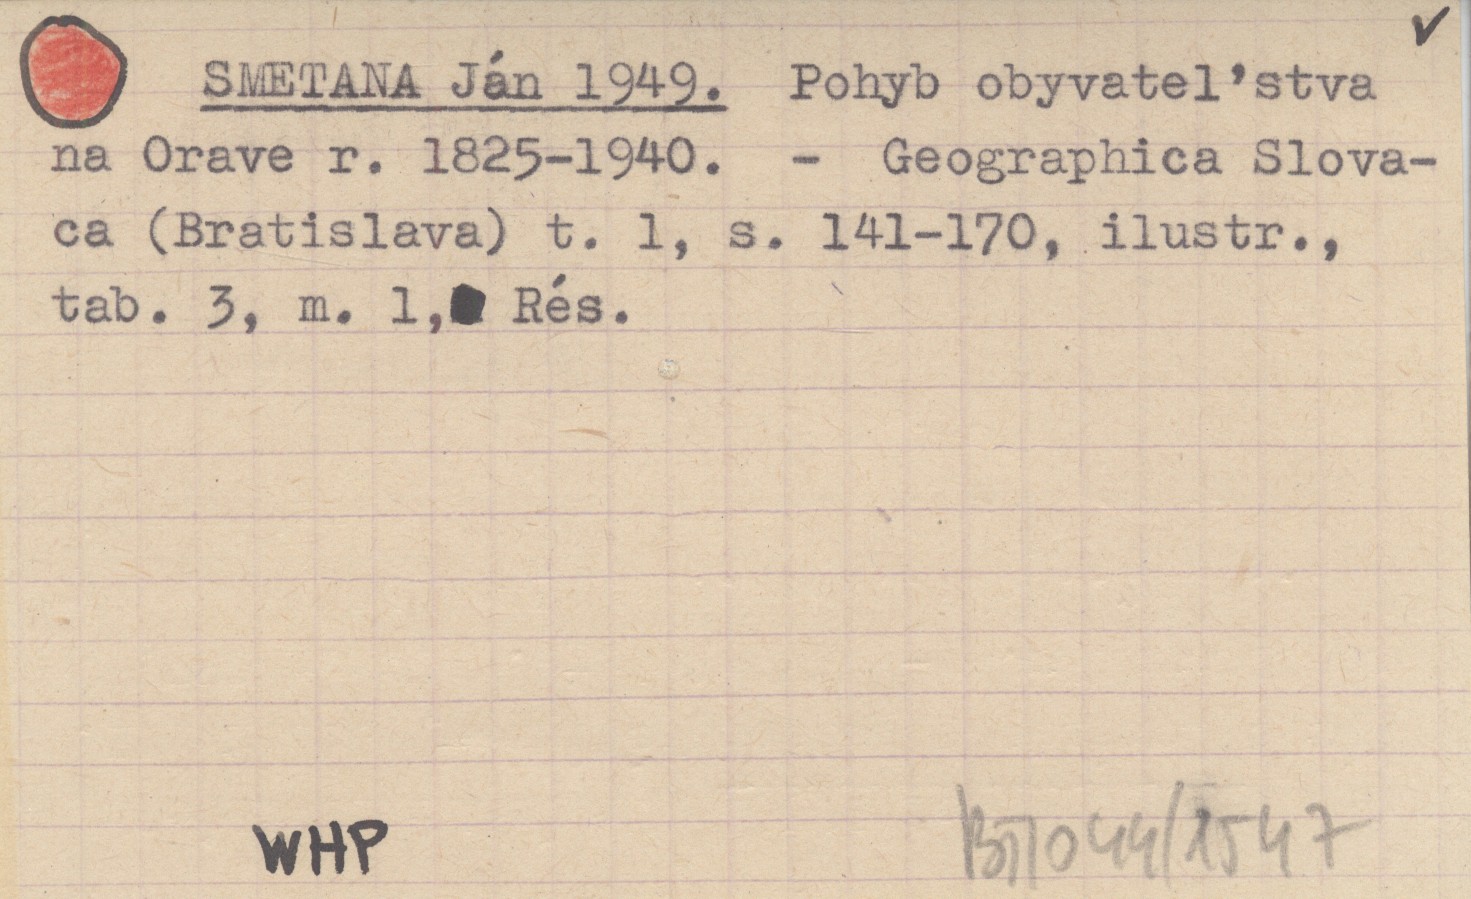 SMETANA Ján 1949. Pohyb obyvatel'stva
na Orave r. 1825-1940. - Geographica Slova-
ca (Bratislava) t. 1, s. 141-170, ilustr.,
tab. 3, m. 1, Rés.
WHP